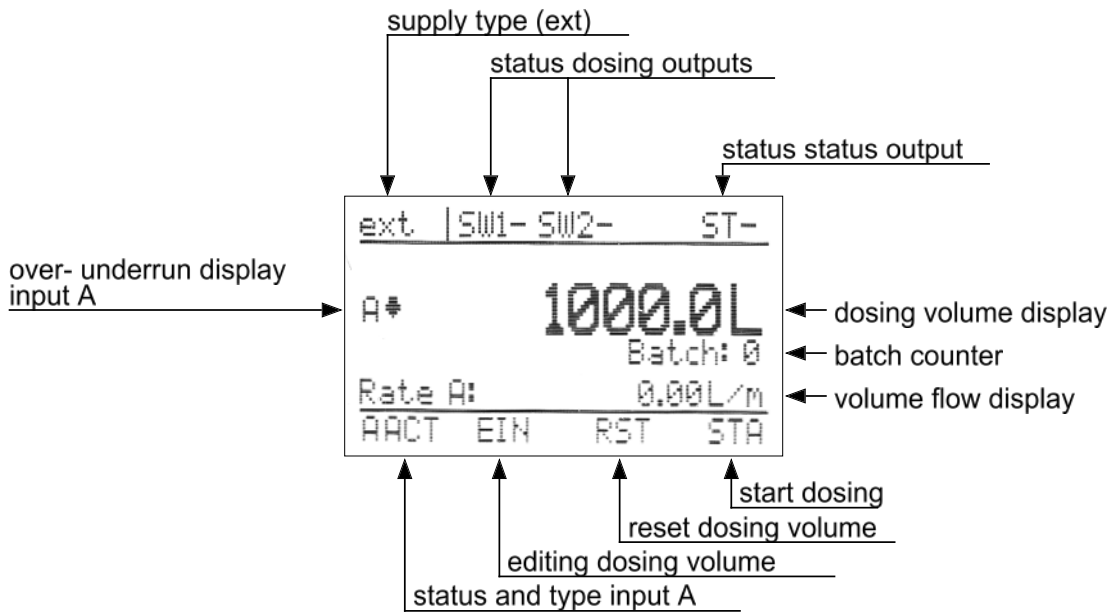 supply type (ext)
status dosing outputs
status status output
ext |SW1- SW2- ST-
over- underrun display
input A
A 1000.0L
dosing volume display
Batch: 0
batch counter
Rate A: 0.00L/m
volume flow display
AACT EIN RST STA
start dosing
reset dosing volume
editing dosing volume
status and type input A